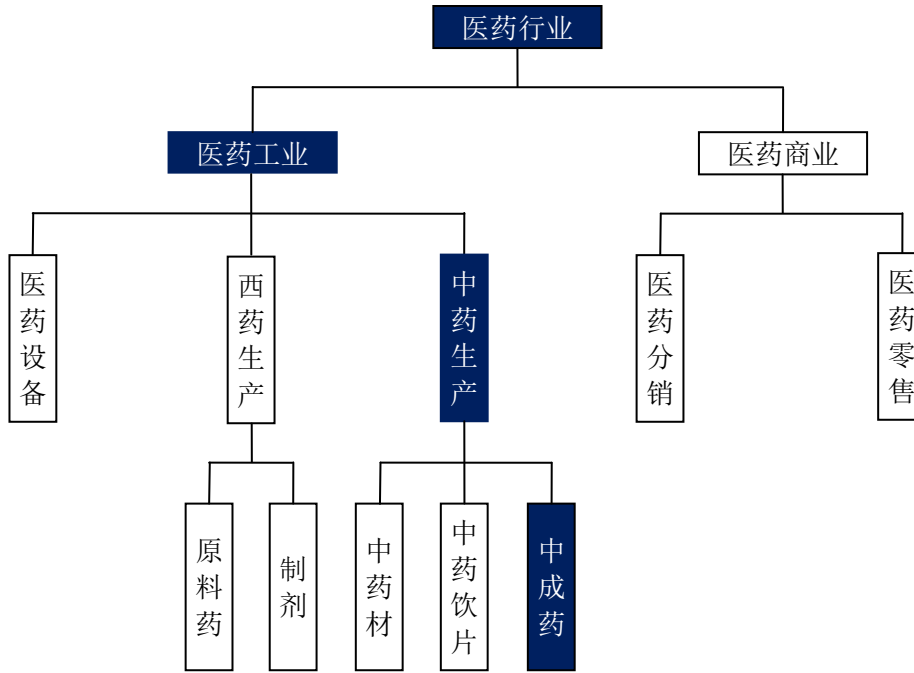 医药行业
医药工业
医药商业
医药设备
西药生产
中药生产
医药分销
医药零售
原料药
制剂
中药材
中药饮片
中成药